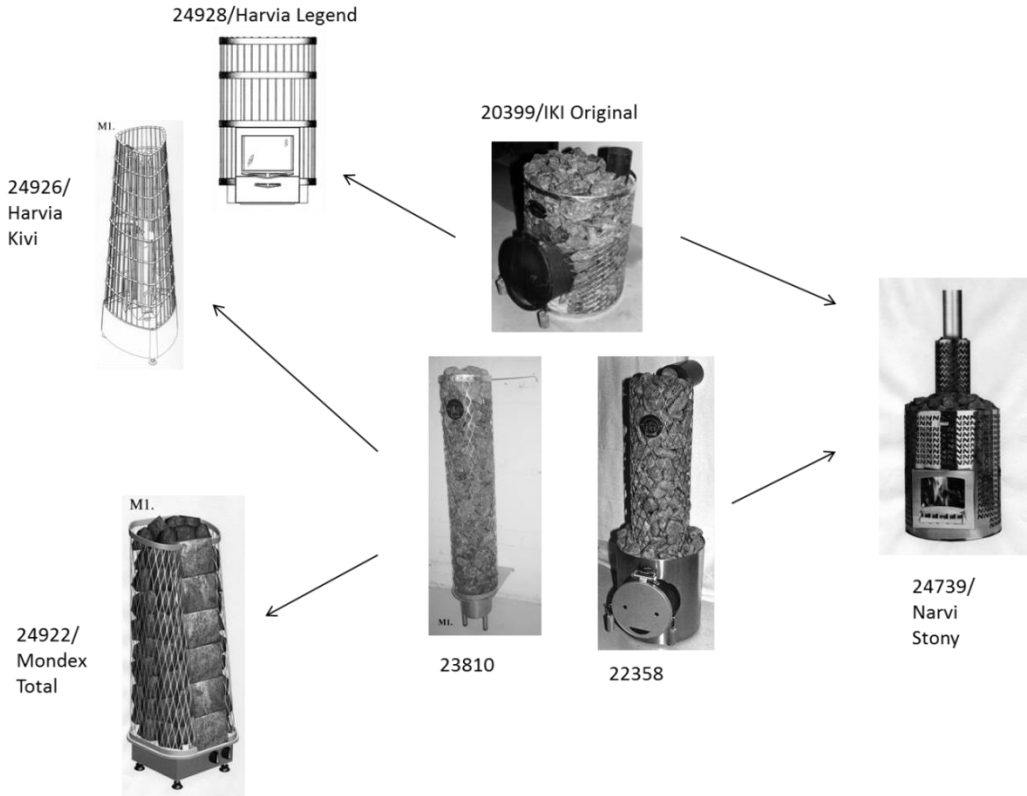 24928/Harvia Legend
20399/IKI Original
M1.
24926/
Harvia
Kivi
M1.
24922/
Mondex
Total
M1.
23810
22358
24739/
Narvi
Stony